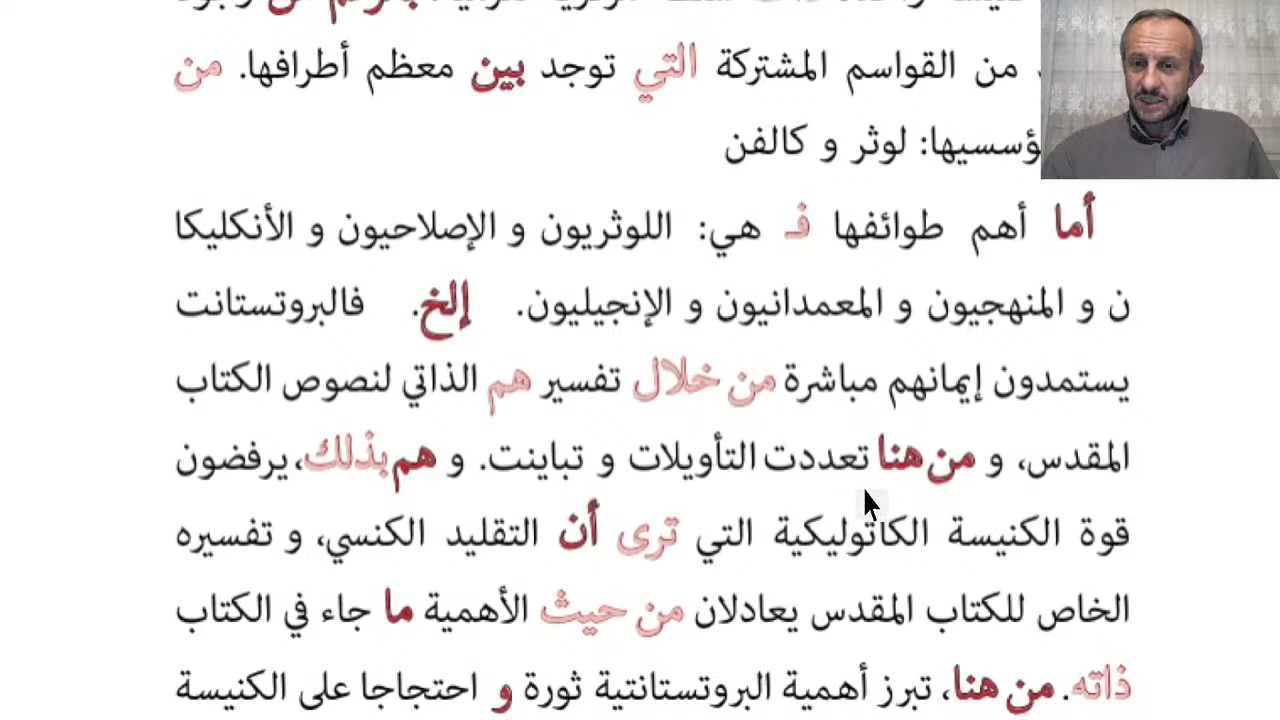 من القواسم المشتركة التي توجد بين معظم أطرافها. من
لوثر و كالفن
أما أهم طوائفها فـ هي: اللوثريون و الإصلاحيون و الأنكليكا
ن و المنهجيون و المعمدانيون و الإنجيليون. إلخ. فالبروتستانت
يستمدون إيمانهم مباشرة من خلال تفسير هم الذاتي لنصوص الكتاب
المقدس، و من هنا تعددت التأويلات و تباينت. و هم بذلك، يرفضون
قوة الكنيسة الكاثوليكية التي ترى أن التقليد الكنسي، و تفسيره
الخاص للكتاب المقدس يعادلان من حيث الأهمية ما جاء في الكتاب
ذاته. من هنا، تبرز أهمية البروتستانتية ثورة و احتجاجا على الكنيسة